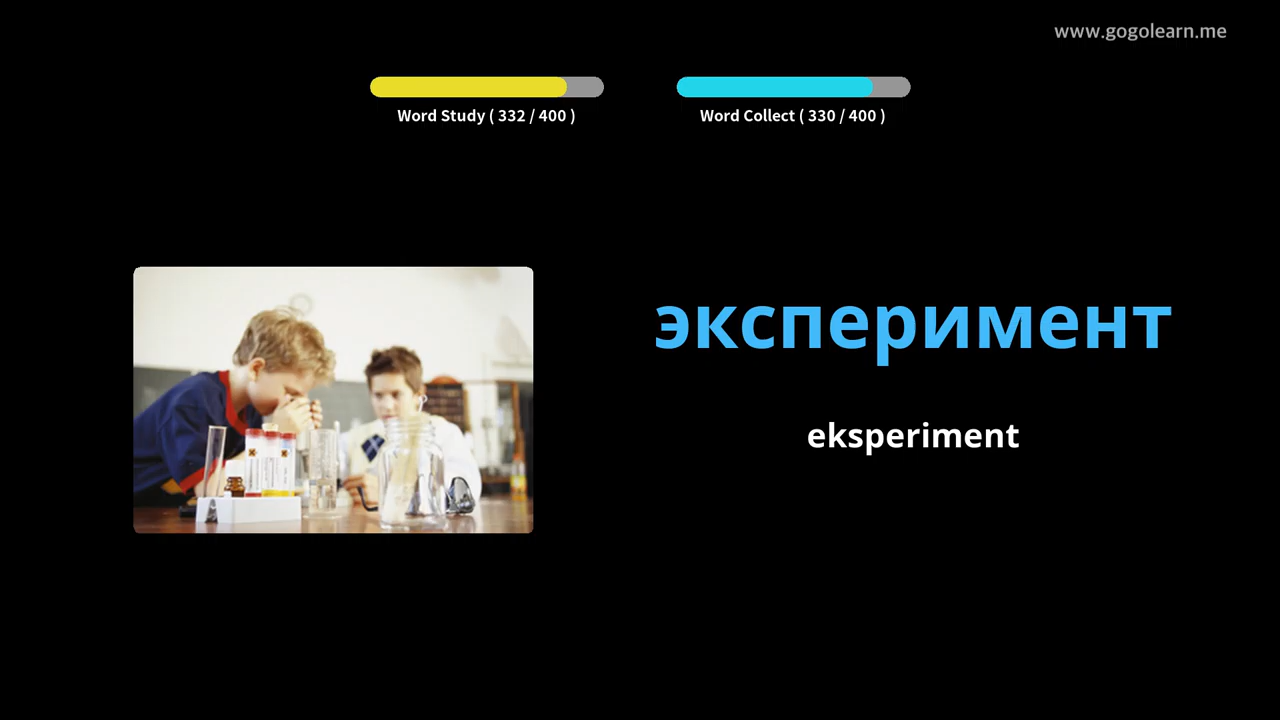 www.gogolearn.me
Word Study ( 332 / 400 )
Word Collect ( 330 / 400 )
эксперимент
eksperiment